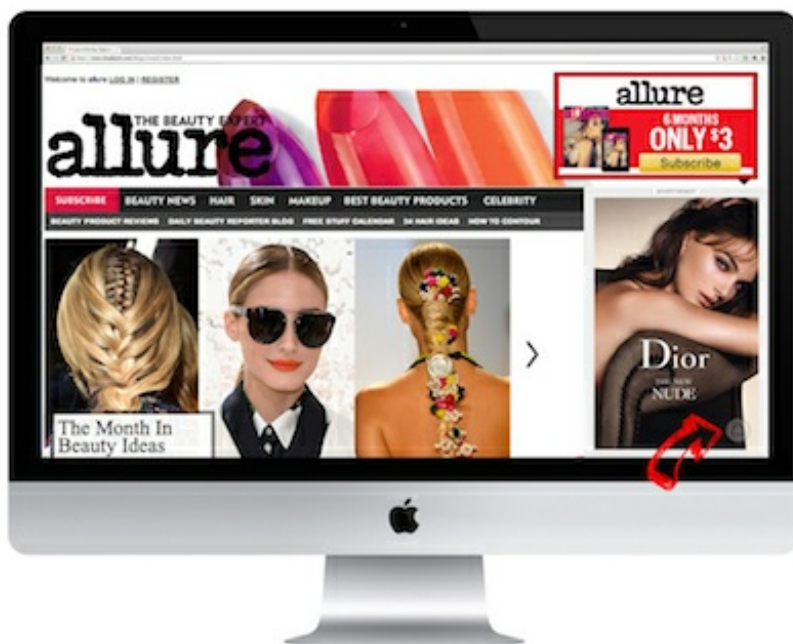 Welcome to allure LOG IN | REGISTER
THE BEAUTY EXPERT
allure
allure
6 MONTHS
ONLY $3
Subscribe
SUBSCRIBE BEAUTY NEWS HAIR SKIN MAKEUP BEST BEAUTY PRODUCTS CELEBRITY
BEAUTY PRODUCT REVIEWS DAILY BEAUTY REPORTER BLOG FREE STUFF CALENDAR 24 HAIR IDEAS HOW TO CONTOUR
ADVERTISEMENT
The Month In
Beauty Ideas
Dior
THE NEW
NUDE